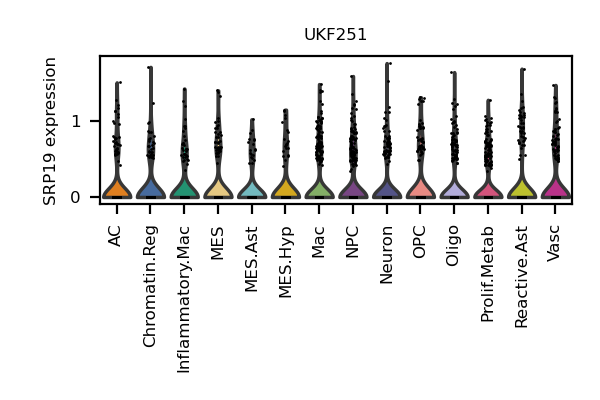 UKF251
SRP19 expression
1
0
AC
Chromatin.Reg
Inflammatory.Mac
MES
MES.Ast
MES.Hyp
Mac
NPC
Neuron
OPC
Oligo
Prolif.Metab
Reactive.Ast
Vasc